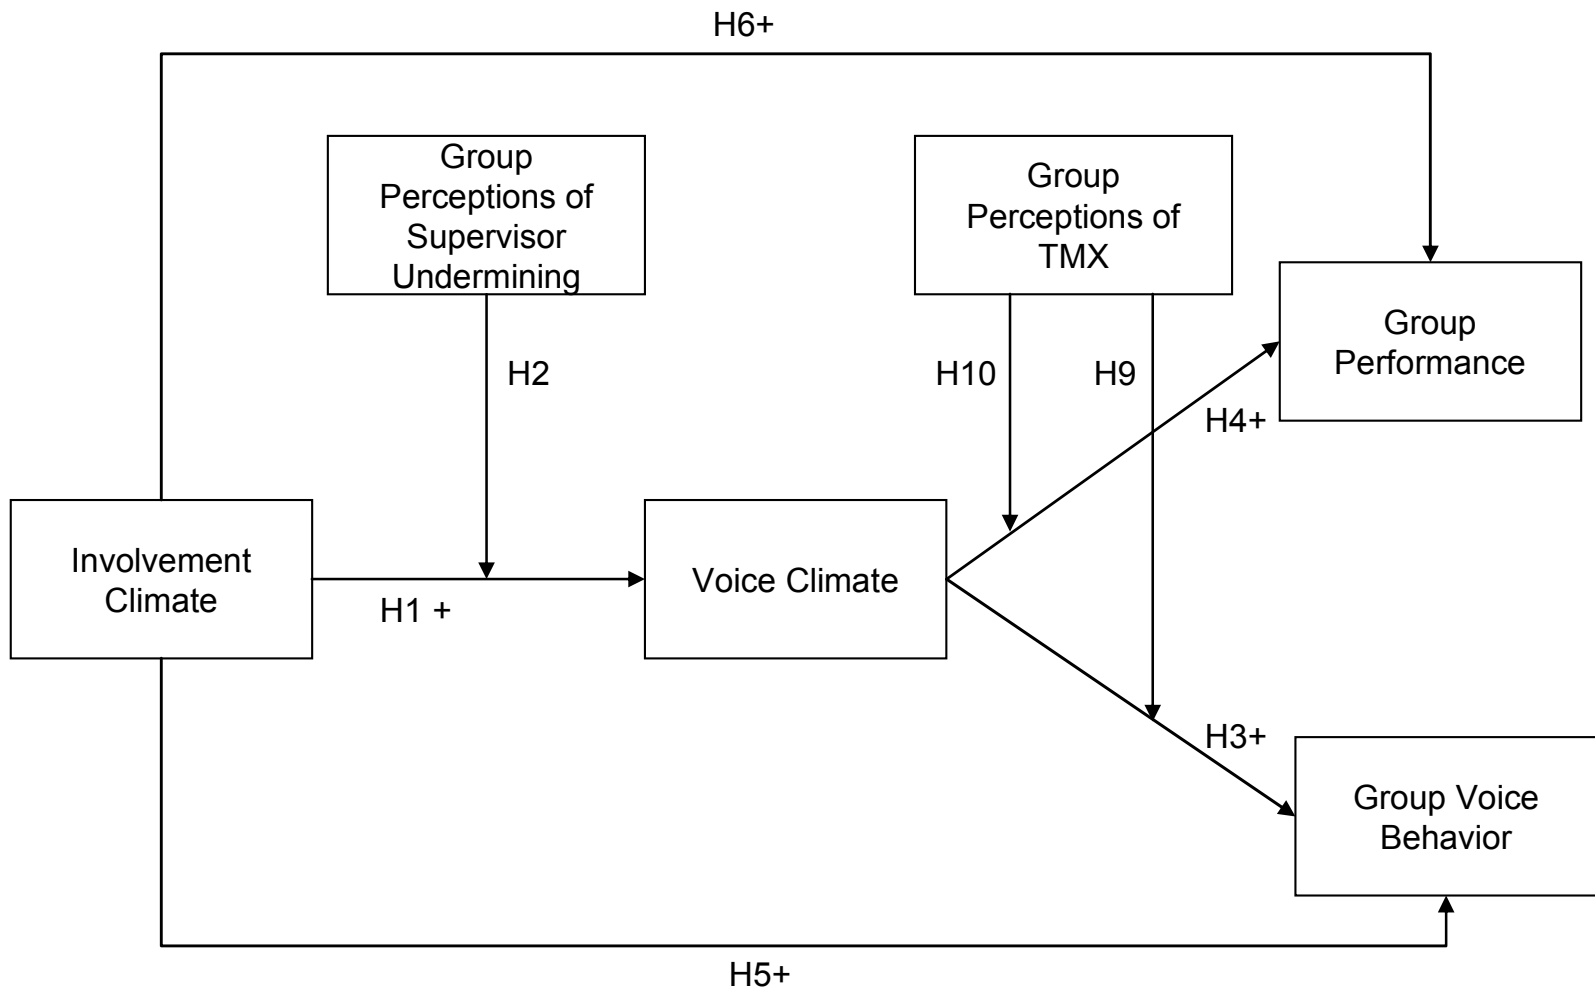 H6+
Group
Perceptions of
Supervisor
Undermining
Group
Perceptions of
TMX
Group
Performance
H2
H10
H9
H4+
Involvement
Climate
H1 +
Voice Climate
H3+
Group Voice
Behavior
H5+